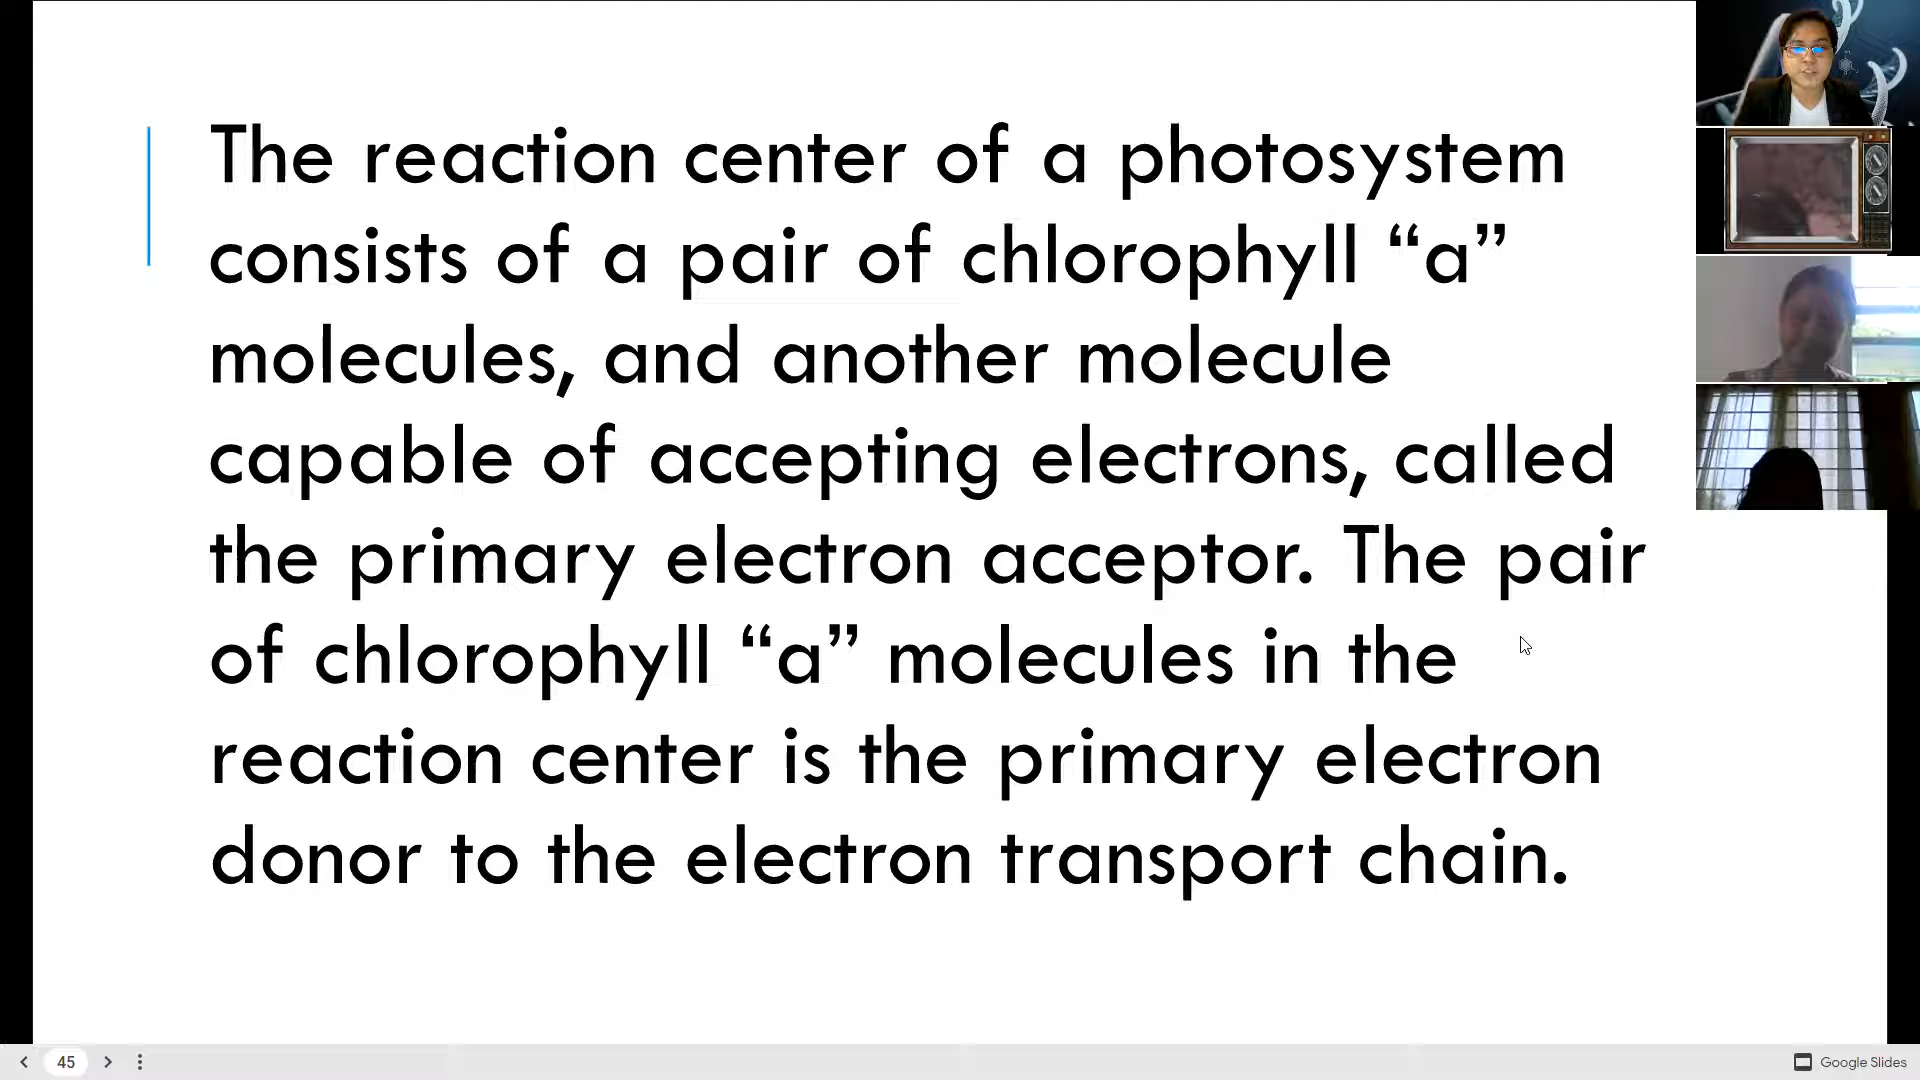 The reaction center of a photosystem
consists of a pair of chlorophyll “a”
molecules, and another molecule
capable of accepting electrons, called
the primary electron acceptor. The pair
of chlorophyll “a” molecules in the
reaction center is the primary electron
donor to the electron transport chain.
45
Google Slides